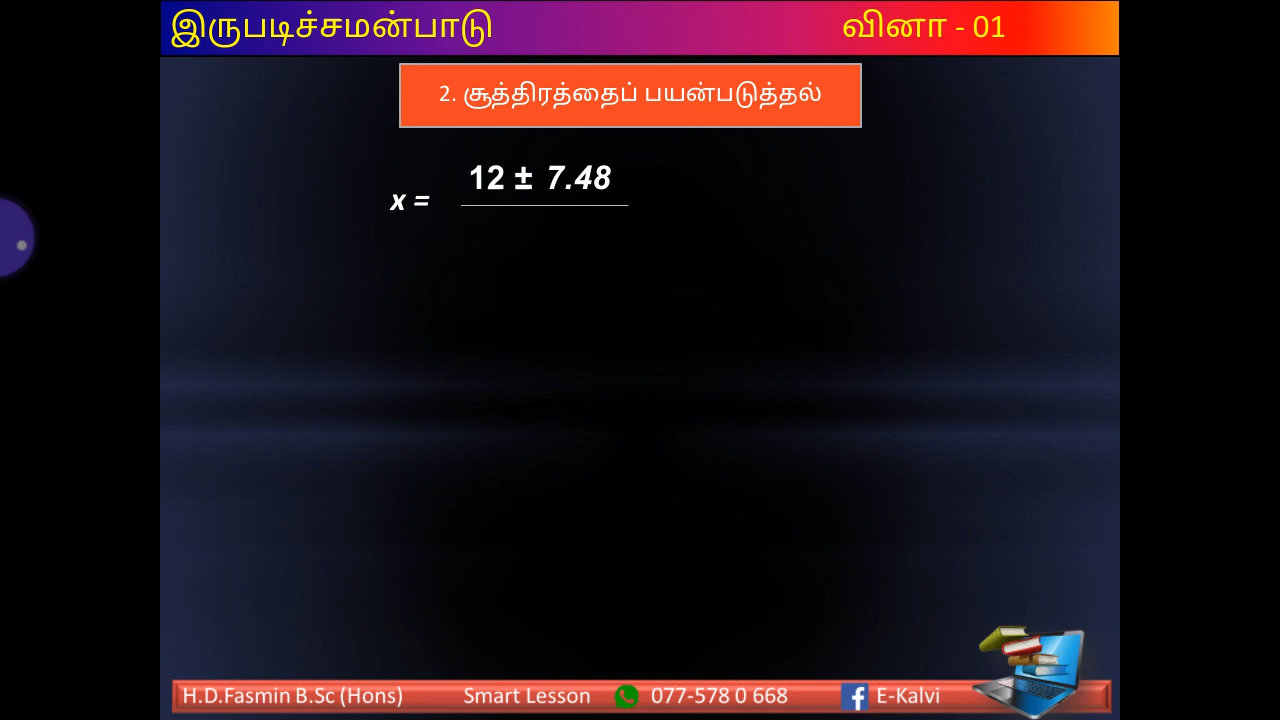 இருபடிச்சமன்பாடு வினா - 01
2. சூத்திரத்தைப் பயன்படுத்தல்
12 ± 7.48
x =
H.D.Fasmin B.Sc (Hons) Smart Lesson 077-578 0 668 E-Kalvi